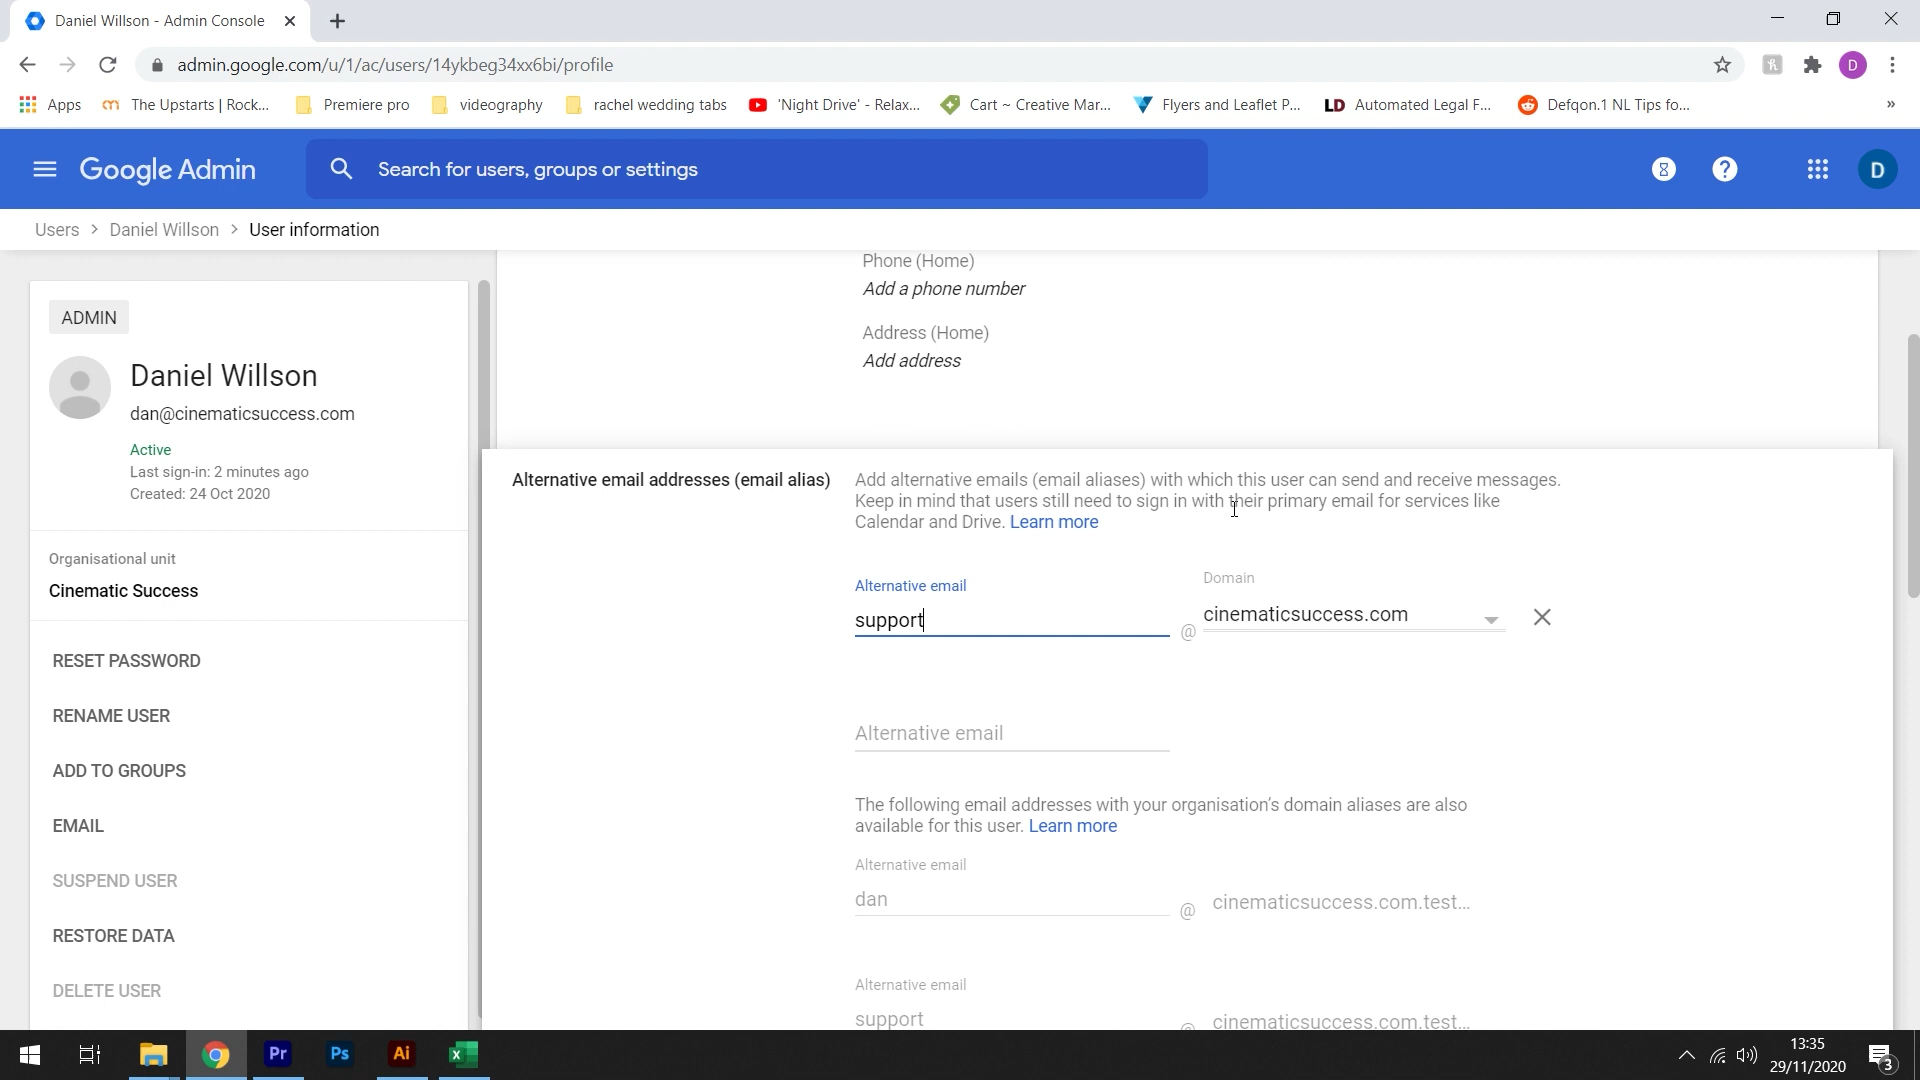 Daniel Willson - Admin Console
admin.google.com/u/1/ac/users/14ykbeg34xx6bi/profile
D
Apps
The Upstarts | Rock...
Premiere pro
videography
rachel wedding tabs
'Night Drive' - Relax...
Cart ~ Creative Mar...
Flyers and Leaflet P...
LD Automated Legal F...
Defqon.1 NL Tips fo...
»
Google Admin
Search for users, groups or settings
D
Users > Daniel Willson > User information
ADMIN
Daniel Willson
dan@cinematicsuccess.com
Active
Last sign-in: 2 minutes ago
Created: 24 Oct 2020
Organisational unit
Cinematic Success
RESET PASSWORD
RENAME USER
ADD TO GROUPS
EMAIL
SUSPEND USER
RESTORE DATA
DELETE USER
Phone (Home)
Add a phone number
Address (Home)
Add address
Alternative email addresses (email alias)
Add alternative emails (email aliases) with which this user can send and receive messages.
Keep in mind that users still need to sign in with their primary email for services like
Calendar and Drive. Learn more
Alternative email
Domain
support @ cinematicsuccess.com
Alternative email
The following email addresses with your organisation's domain aliases are also
available for this user. Learn more
Alternative email
dan @ cinematicsuccess.com.test...
Alternative email
support @ cinematicsuccess.com.test...
Pr
Ps
Ai
13:35
29/11/2020
3